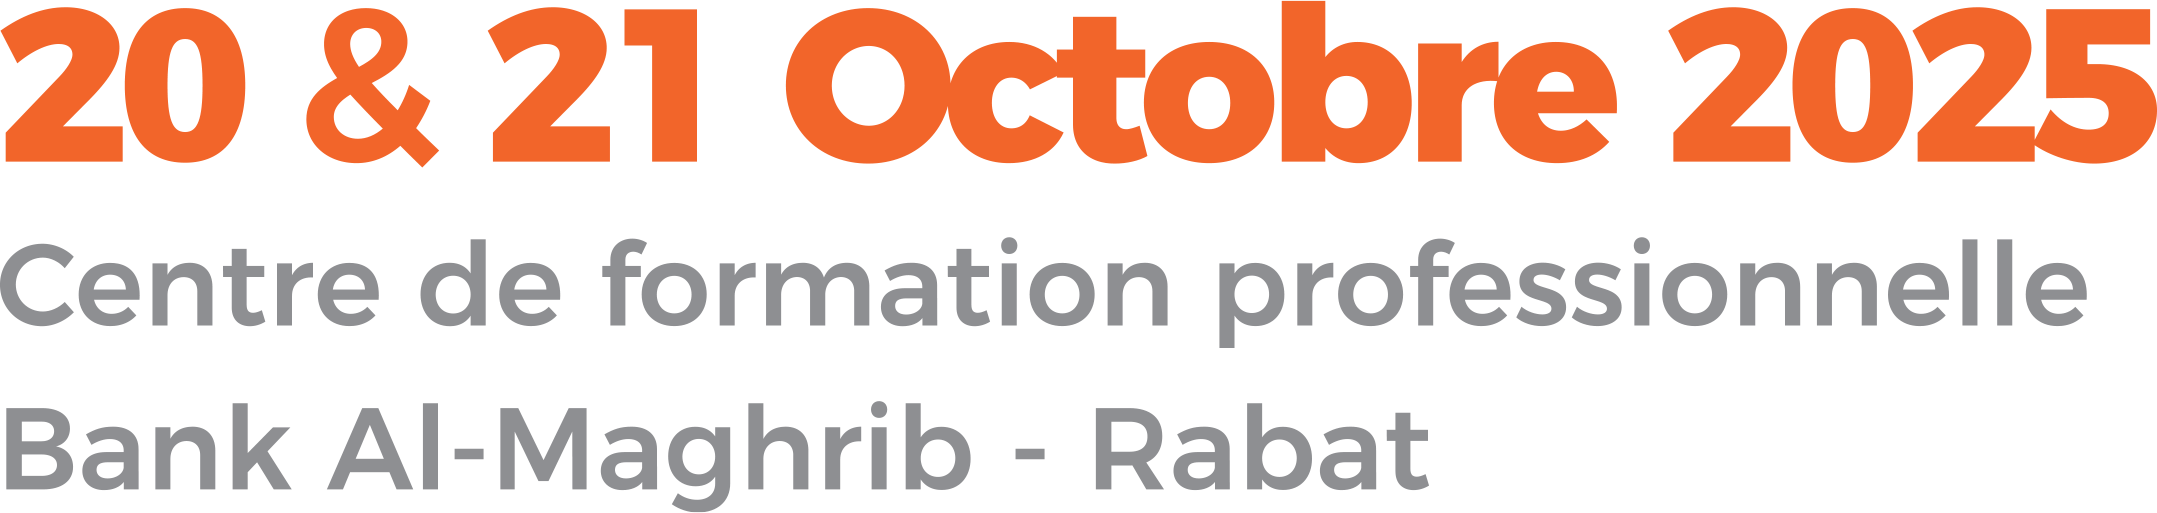 20 & 21 Octobre 2025
Centre de formation professionnelle
Bank Al-Maghrib - Rabat